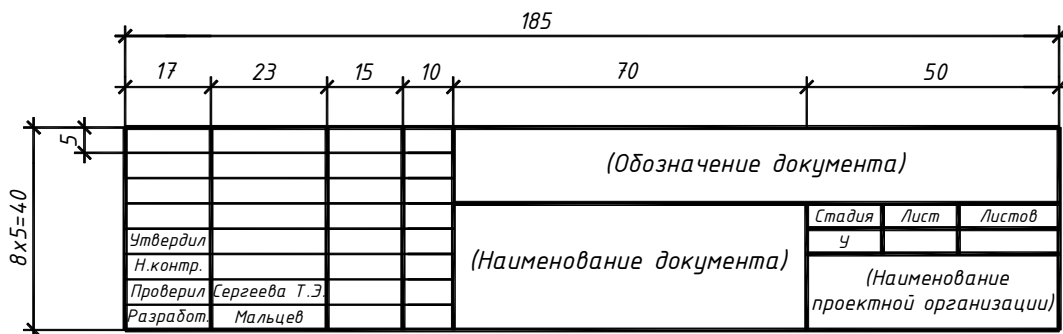 185
17 23 15 10 70 50
5
8x5=40
(Обозначение документа)
Стадия Лист Листов
У
Утвердил
Н.контр.
Проверил Сергеева Т.Э.
Разработ. Мальцев
(Наименование документа)
(Наименование
проектной организации)